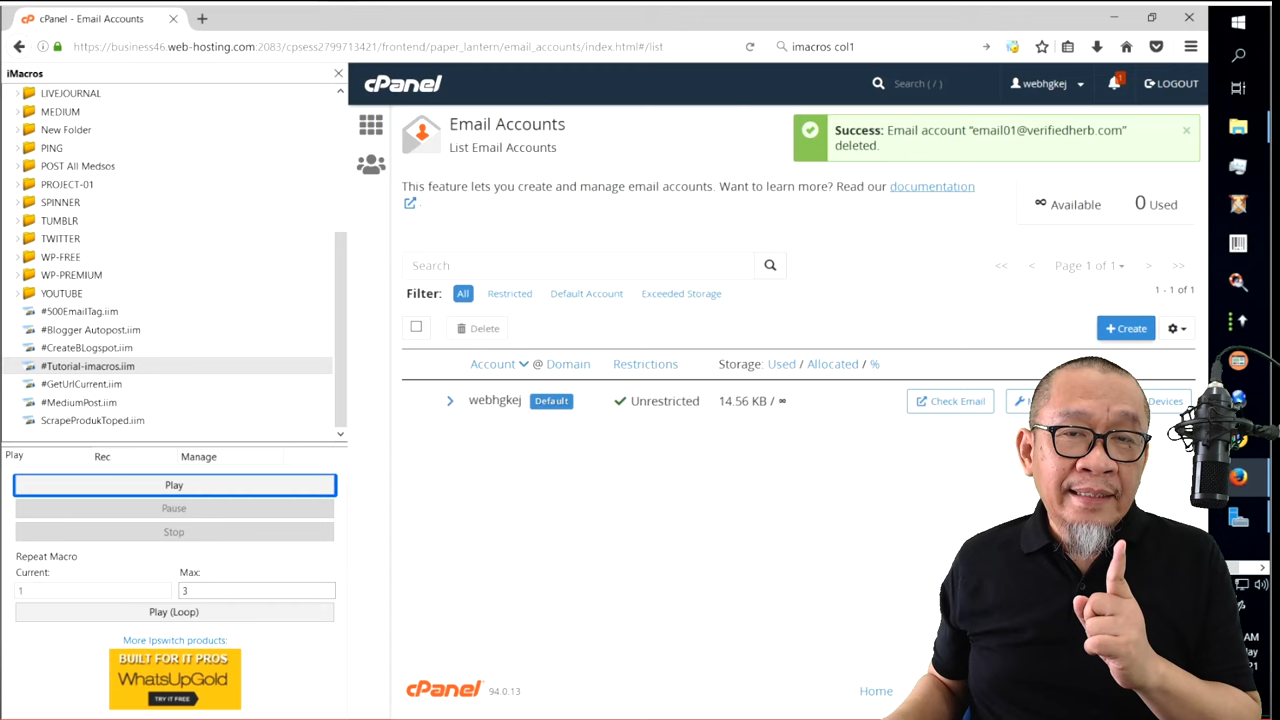 cPanel - Email Accounts
https://business46.web-hosting.com:2083/cpsess2799713421/frontend/paper_lantern/email_accounts/index.html#/list
imacros col1
iMacros
LIVEJOURNAL
MEDIUM
New Folder
PING
POST All Medsos
PROJECT-01
SPINNER
TUMBLR
TWITTER
WP-FREE
WP-PREMIUM
YOUTUBE
#500EmailTag.iim
#Blogger Autopost.iim
#CreateBLogspot.iim
#Tutorial-imacros.iim
#GetUrlCurrent.iim
#MediumPost.iim
ScrapeProdukToped.iim
Play
Rec
Manage
Play
Pause
Stop
Repeat Macro
Current:
Max:
1
3
Play (Loop)
More Ipswitch products:
BUILT FOR IT PROS
WhatsUpGold
TRY IT FREE
cPanel
Search ( / )
webhgkej
1
LOGOUT
Email Accounts
List Email Accounts
Success: Email account “email01@verifiedherb.com”
deleted.
This feature lets you create and manage email accounts. Want to learn more? Read our documentation
.
∞ Available
0 Used
Search
<< < Page 1 of 1 > >>
Filter: All Restricted Default Account Exceeded Storage
1 - 1 of 1
Delete
+ Create
Account @ Domain
Restrictions
Storage: Used / Allocated / %
webhgkej Default
Unrestricted
14.56 KB / ∞
Check Email
Devices
cPanel 94.0.13
Home
AM